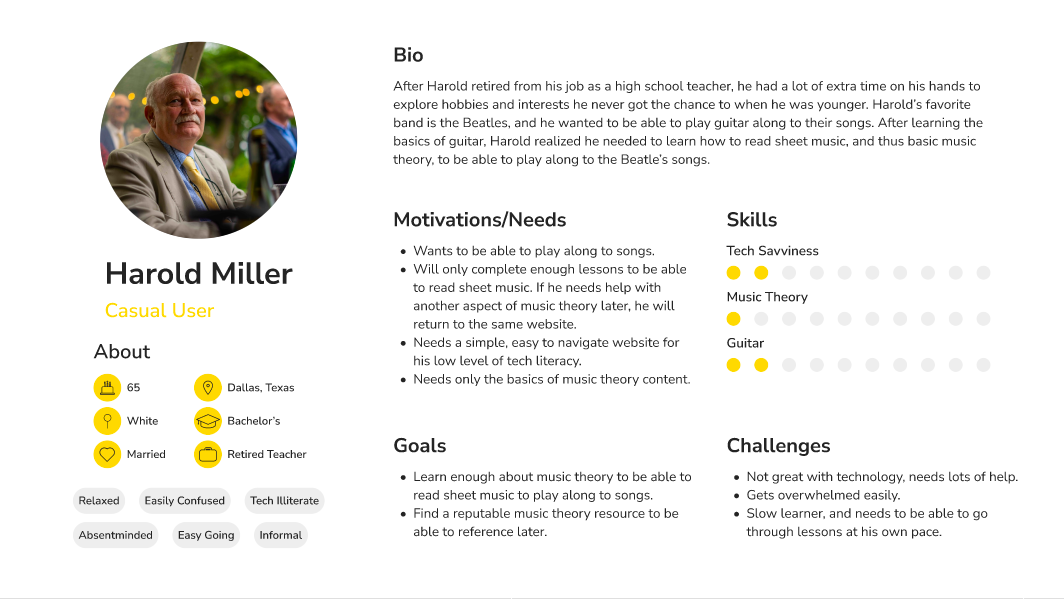 Harold Miller
Casual User
About
65
Dallas, Texas
White
Bachelor's
Married
Retired Teacher
Relaxed
Easily Confused
Tech Illiterate
Absentminded
Easy Going
Informal
Bio
After Harold retired from his job as a high school teacher, he had a lot of extra time on his hands to
explore hobbies and interests he never got the chance to when he was younger. Harold's favorite
band is the Beatles, and he wanted to be able to play guitar along to their songs. After learning the
basics of guitar, Harold realized he needed to learn how to read sheet music, and thus basic music
theory, to be able to play along to the Beatle's songs.
Motivations/Needs
• Wants to be able to play along to songs.
• Will only complete enough lessons to be able
to read sheet music. If he needs help with
another aspect of music theory later, he will
return to the same website.
• Needs a simple, easy to navigate website for
his low level of tech literacy.
• Needs only the basics of music theory content.
Skills
Tech Savviness
Music Theory
Guitar
Goals
• Learn enough about music theory to be able to
read sheet music to play along to songs.
• Find a reputable music theory resource to be
able to reference later.
Challenges
• Not great with technology, needs lots of help.
• Gets overwhelmed easily.
• Slow learner, and needs to be able to go
through lessons at his own pace.